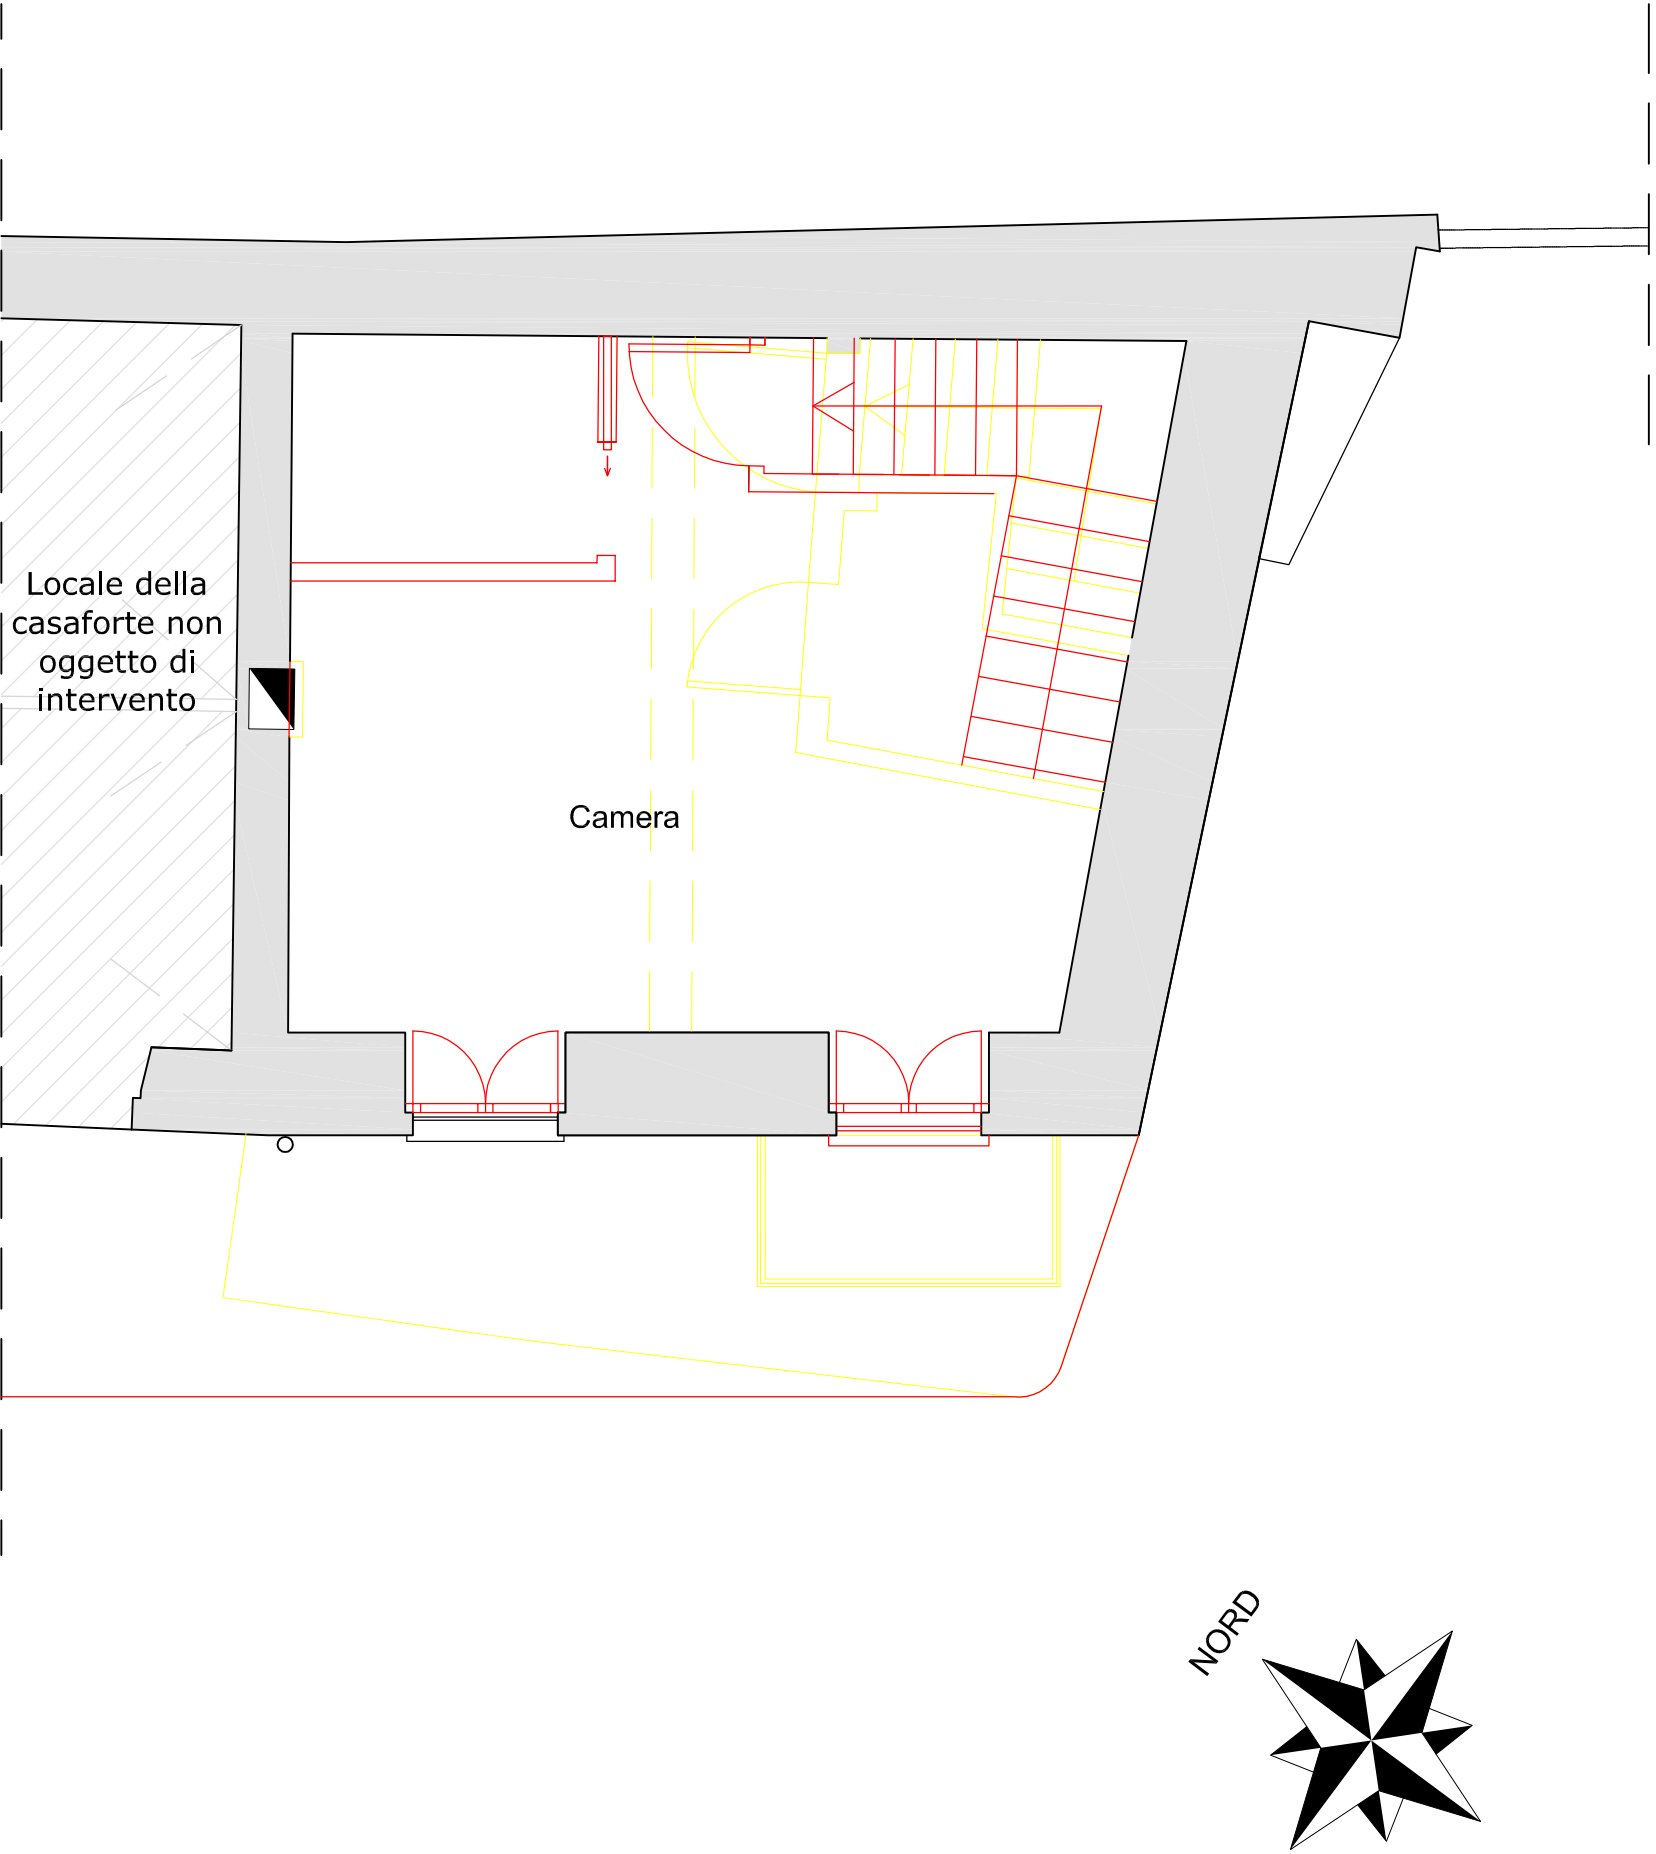 Locale della
casaforte non
oggetto di
intervento
Camera
NORD